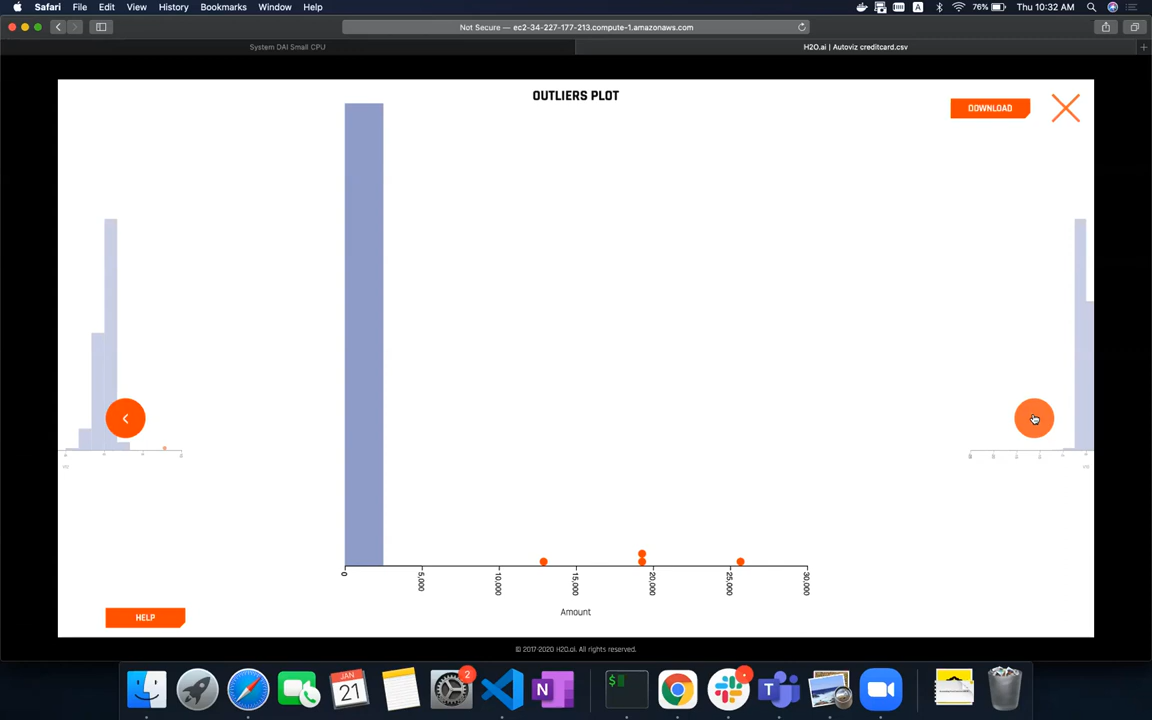 Safari File Edit View History Bookmarks Window Help
A 76% Thu 10:32 AM
Not Secure — ec2-34-227-177-213.compute-1.amazonaws.com
System DAI Small CPU
H2O.ai | Autoviz creditcard.csv
OUTLIERS PLOT
DOWNLOAD
0 5,000 10,000 15,000 20,000 25,000 30,000
Amount
HELP
© 2017-2020 H2O.ai. All rights reserved.
2
JAN
21
$
N
T